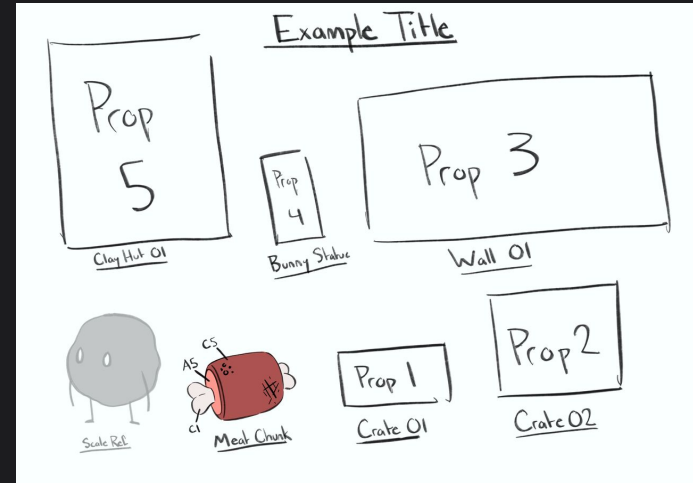 Example Title
Prop
5
Clay Hut 01
Prop
4
Bunny Statue
Prop 3
Wall 01
Scale Ref.
CS
AS
C1
Meat Chunk
Prop 1
Crate 01
Prop 2
Crate 02